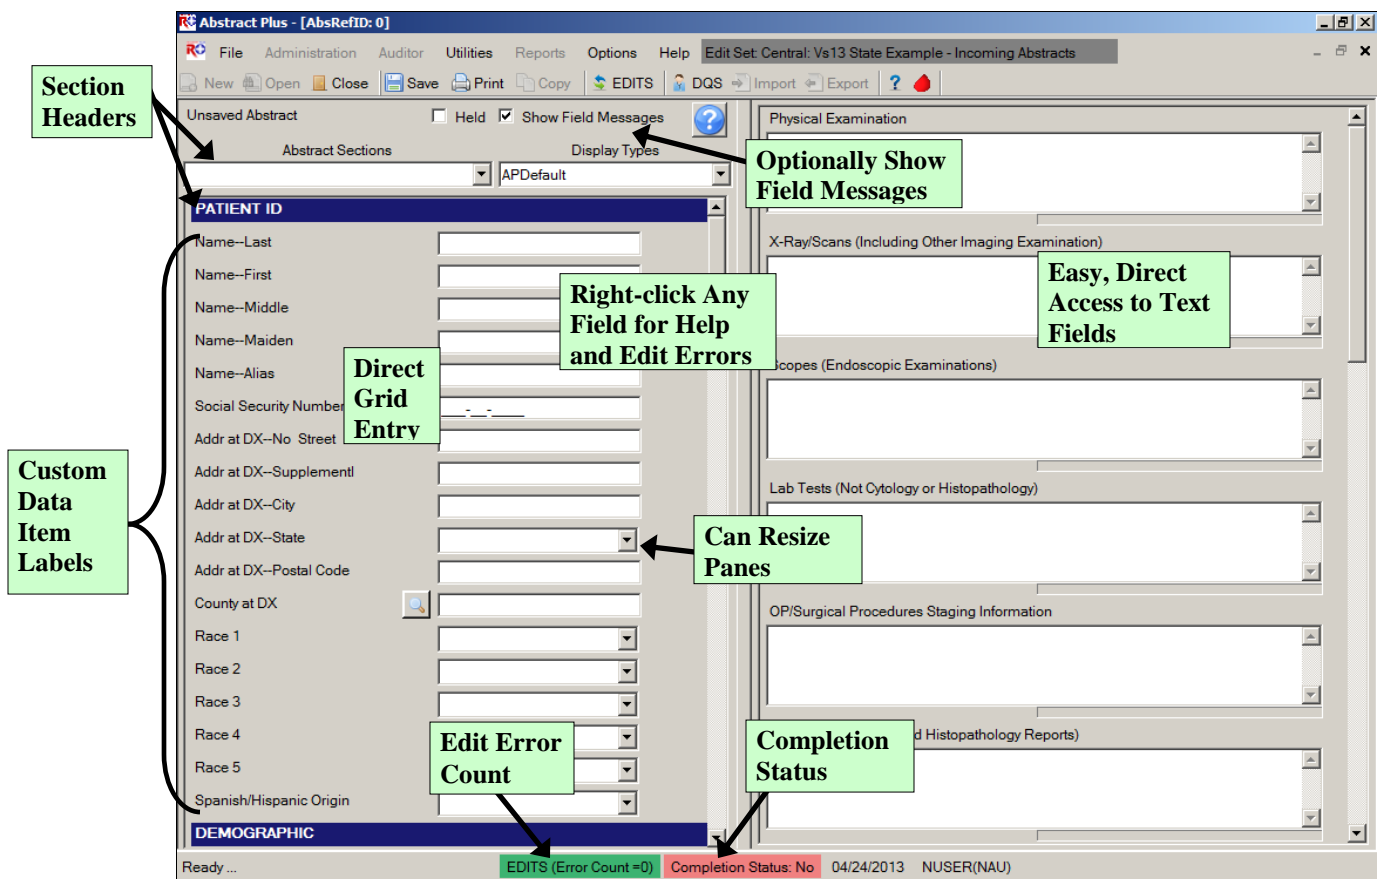 Abstract Plus - [AbsRefID: 0]
File Administration Auditor Utilities Reports Options Help Edit Set: Central: Vs13 State Example - Incoming Abstracts
New Open Close Save Print Copy EDITS DQS Import Export ?
Section
Headers
Unsaved Abstract Held Show Field Messages ?
Abstract Sections Display Types
APDefault
Optionally Show
Field Messages
PATIENT ID
Name--Last
Name--First
Name--Middle
Name--Maiden
Name--Alias
Social Security Number ___-__-____
Addr at DX--No Street
Addr at DX--Supplementl
Addr at DX--City
Addr at DX--State
Addr at DX--Postal Code
County at DX
Race 1
Race 2
Race 3
Race 4
Race 5
Spanish/Hispanic Origin
DEMOGRAPHIC
Right-click Any
Field for Help
and Edit Errors
Direct
Grid
Entry
Custom
Data
Item
Labels
Can Resize
Panes
Edit Error
Count
Completion
Status
Physical Examination
X-Ray/Scans (Including Other Imaging Examination)
Easy, Direct
Access to Text
Fields
Scopes (Endoscopic Examinations)
Lab Tests (Not Cytology or Histopathology)
OP/Surgical Procedures Staging Information
d Histopathology Reports)
Ready ... EDITS (Error Count =0) Completion Status: No 04/24/2013 NUSER(NAU)